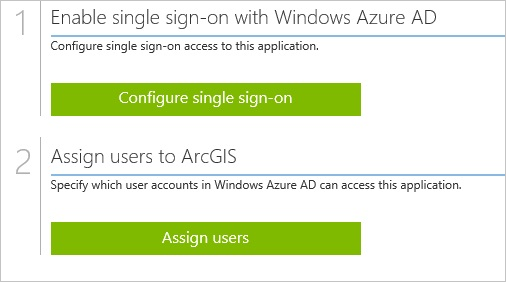 1 Enable single sign-on with Windows Azure AD
Configure single sign-on access to this application.
Configure single sign-on
2 Assign users to ArcGIS
Specify which user accounts in Windows Azure AD can access this application.
Assign users